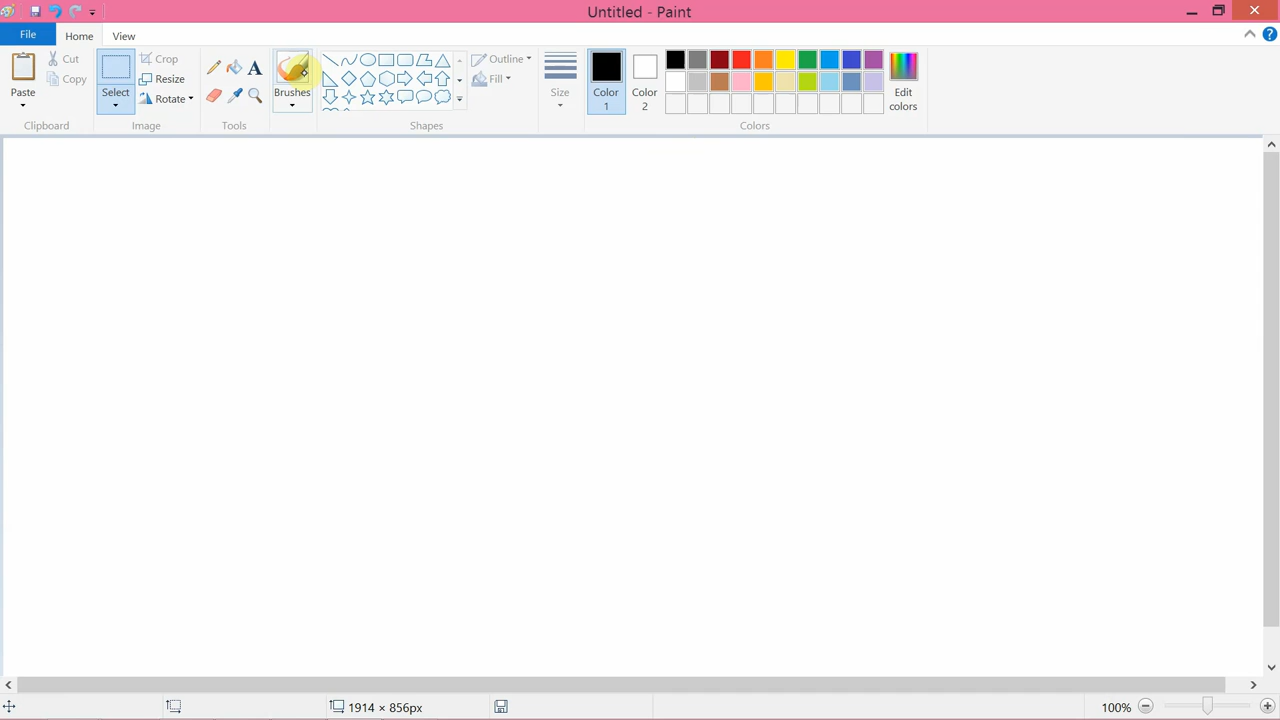 Untitled - Paint
File
Home
View
Paste
Cut
Copy
Clipboard
Select
Crop
Resize
Rotate
Image
A
Tools
Brushes
Outline
Fill
Shapes
Size
Color
1
Color
2
Edit
colors
Colors
1914 × 856px
100%